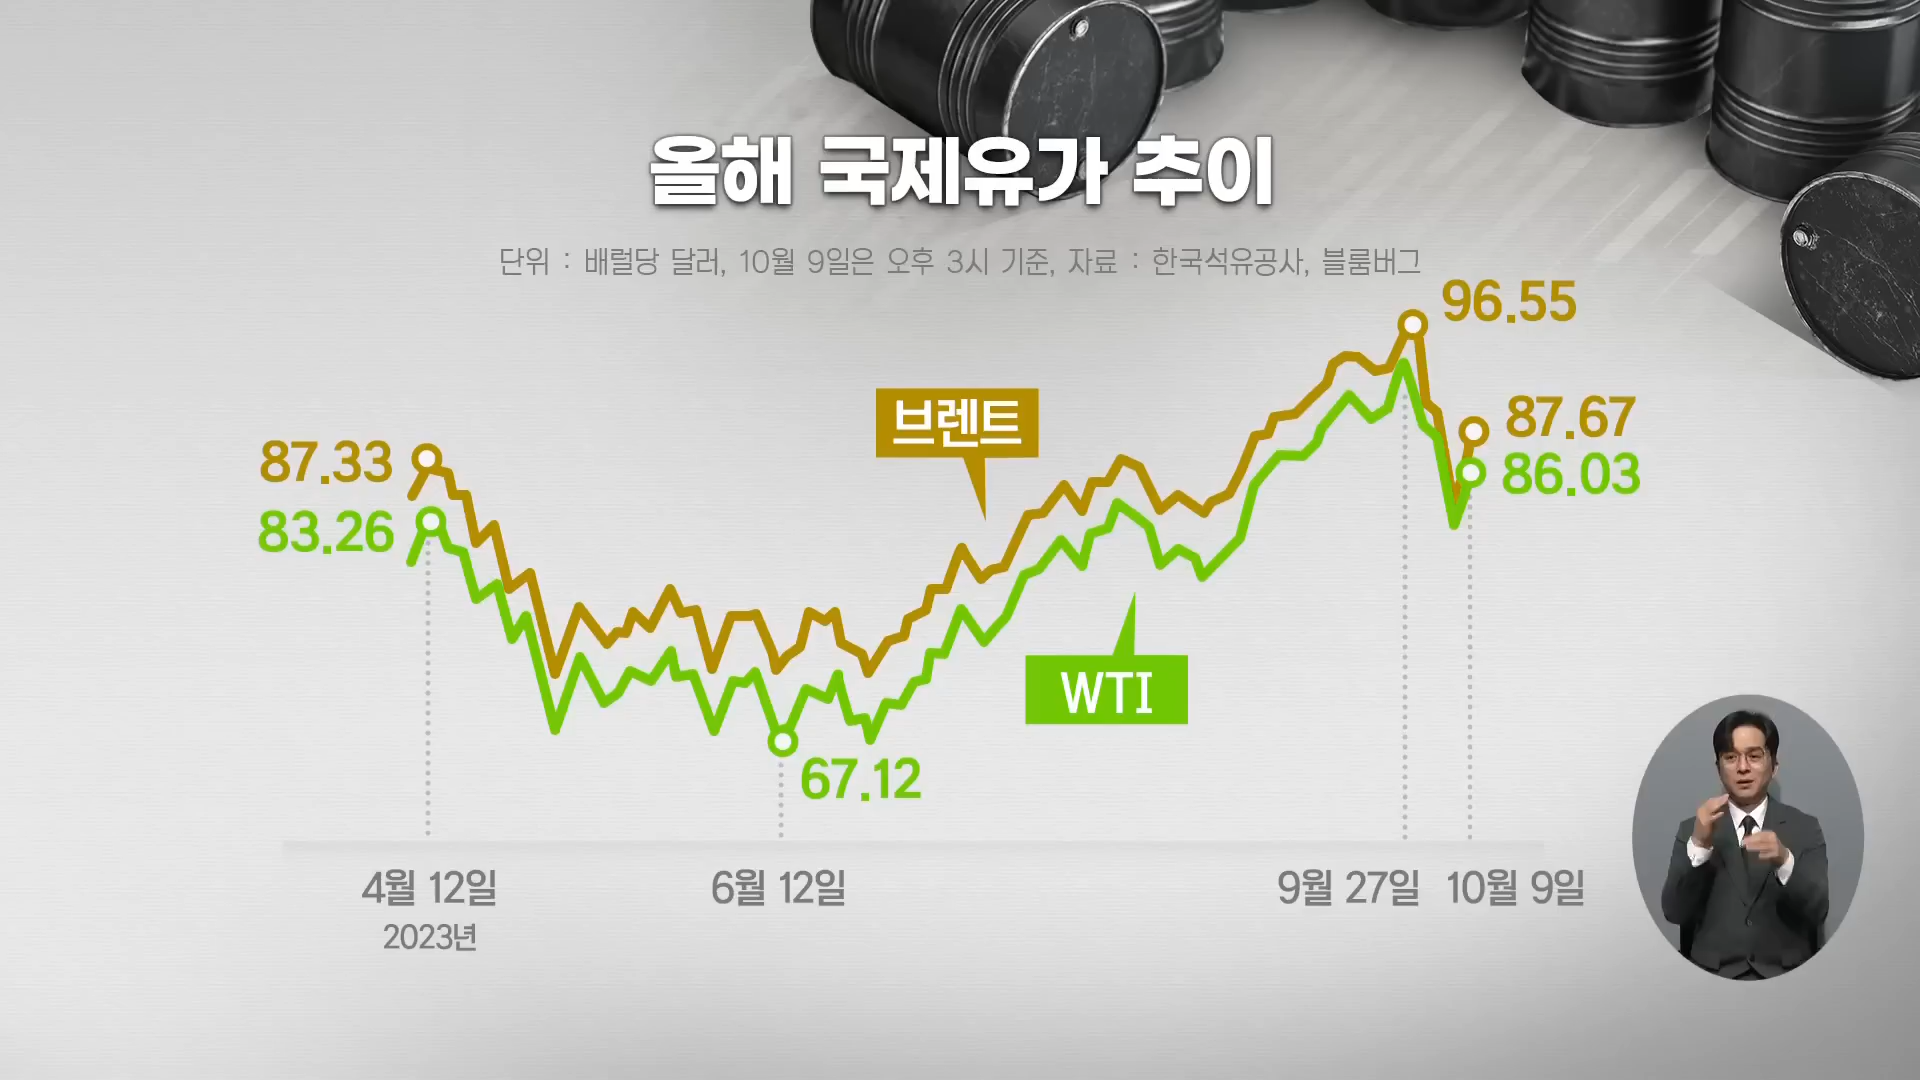 올해 국제유가 추이
단위 : 배럴당 달러, 10월 9일은 오후 3시 기준, 자료 : 한국석유공사, 블룸버그
96.55
브렌트
87.67
87.33
86.03
83.26
WTI
67.12
4월 12일
6월 12일
9월 27일
10월 9일
2023년